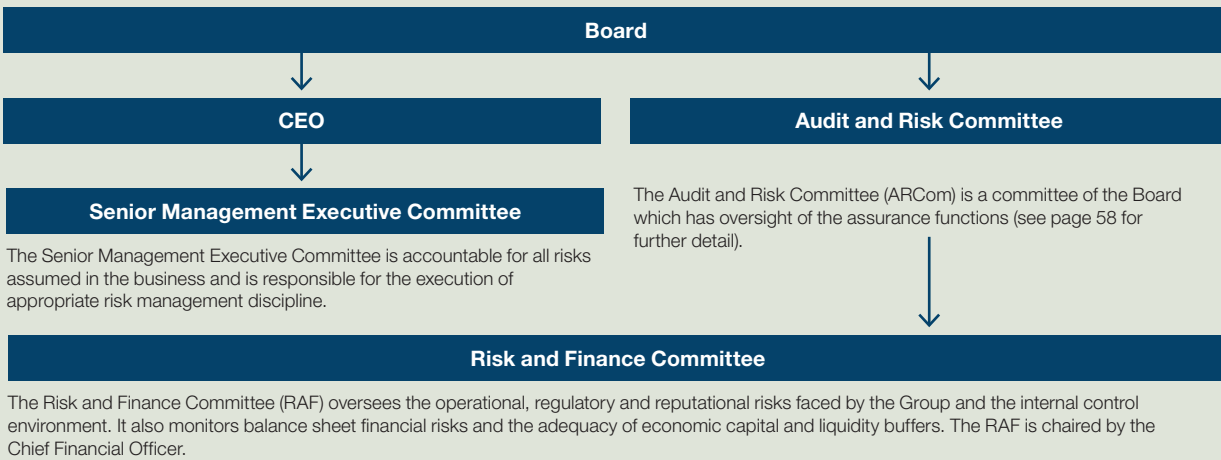 Board
CEO
Audit and Risk Committee
Senior Management Executive Committee
The Senior Management Executive Committee is accountable for all risks
assumed in the business and is responsible for the execution of
appropriate risk management discipline.
The Audit and Risk Committee (ARCom) is a committee of the Board
which has oversight of the assurance functions (see page 58 for
further detail).
Risk and Finance Committee
The Risk and Finance Committee (RAF) oversees the operational, regulatory and reputational risks faced by the Group and the internal control
environment. It also monitors balance sheet financial risks and the adequacy of economic capital and liquidity buffers. The RAF is chaired by the
Chief Financial Officer.